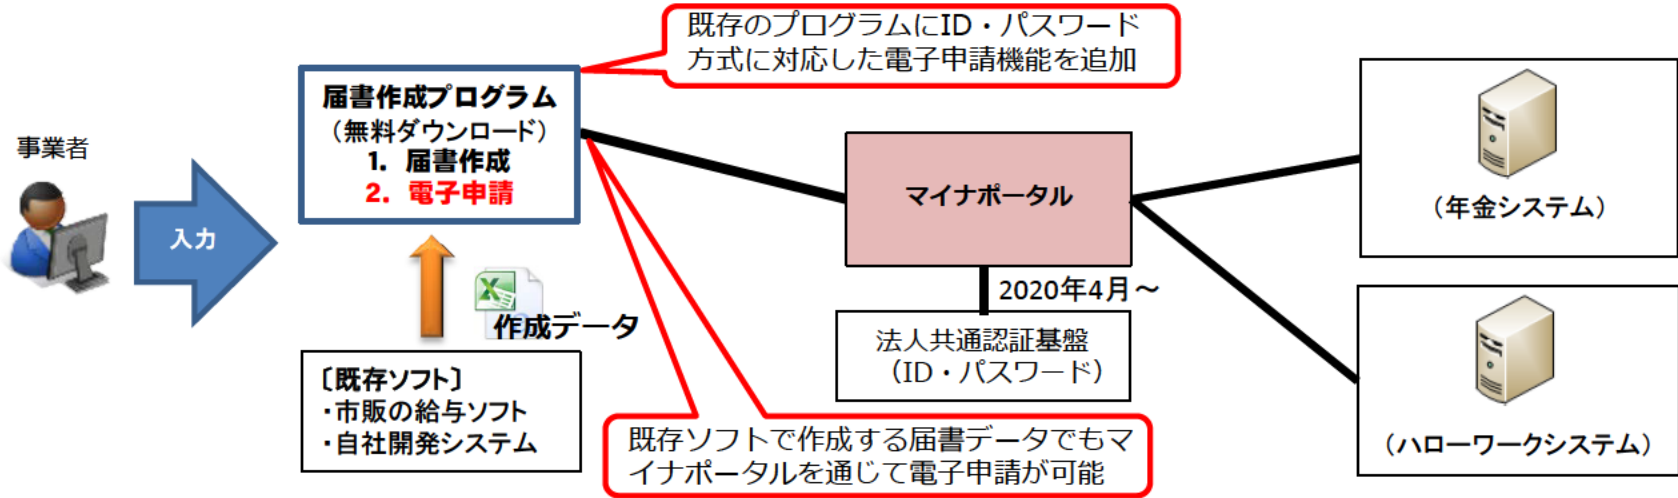 既存のプログラムにID・パスワード
方式に対応した電子申請機能を追加
届書作成プログラム
（無料ダウンロード）
1. 届書作成
2. 電子申請
事業者
入力
マイナポータル
（年金システム）
2020年4月～
作成データ
法人共通認証基盤
（ID・パスワード）
〔既存ソフト〕
・市販の給与ソフト
・自社開発システム
既存ソフトで作成する届書データでもマ
イナポータルを通じて電子申請が可能
（ハローワークシステム）